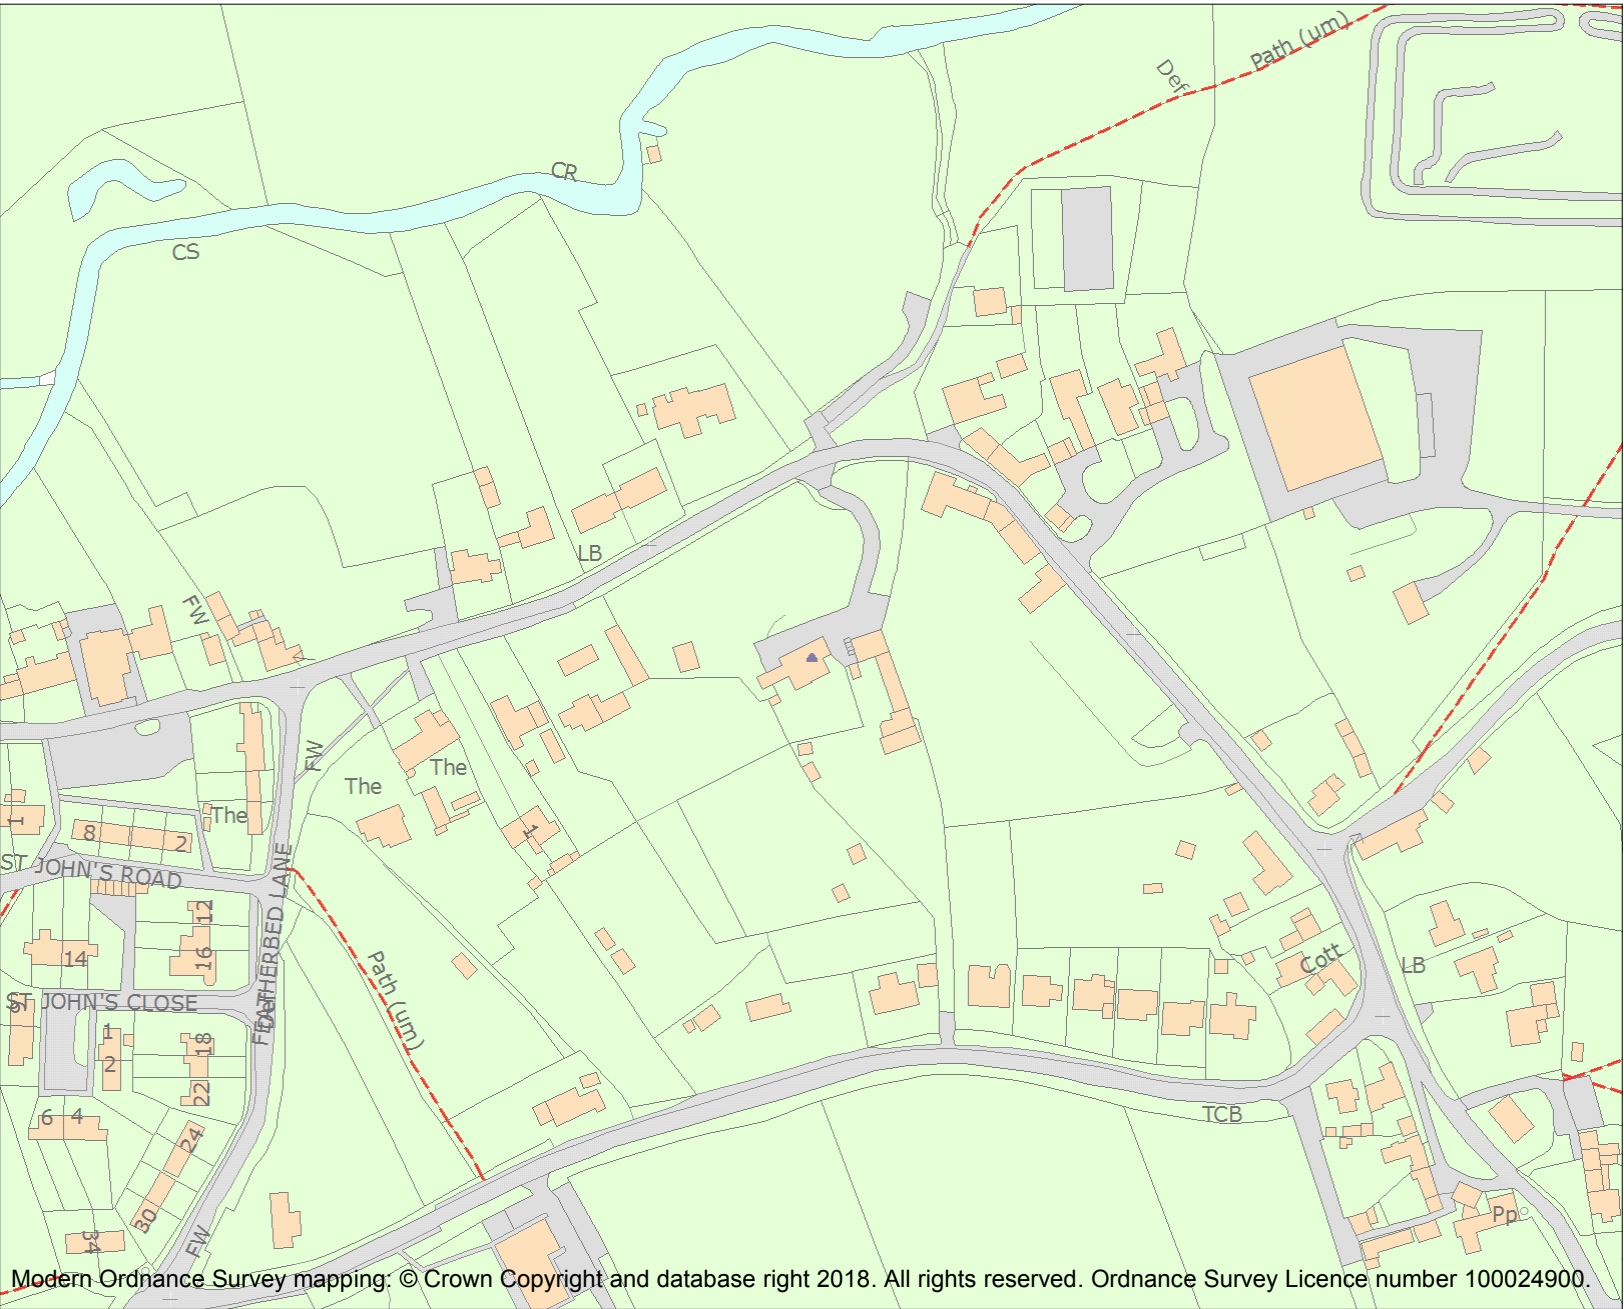 Path (um)
Def
CR
CS
LB
FW
FW
The
The
The
1
8
2
1
ST JOHN'S ROAD
FEATHERBED LANE
12
14
16
Cott
LB
Path (um)
ST JOHN'S CLOSE
9
Def
1
18
2
22
6
4
TCB
24
30
34
FW
Pp
Modern Ordnance Survey mapping: © Crown Copyright and database right 2018. All rights reserved. Ordnance Survey Licence number 100024900.